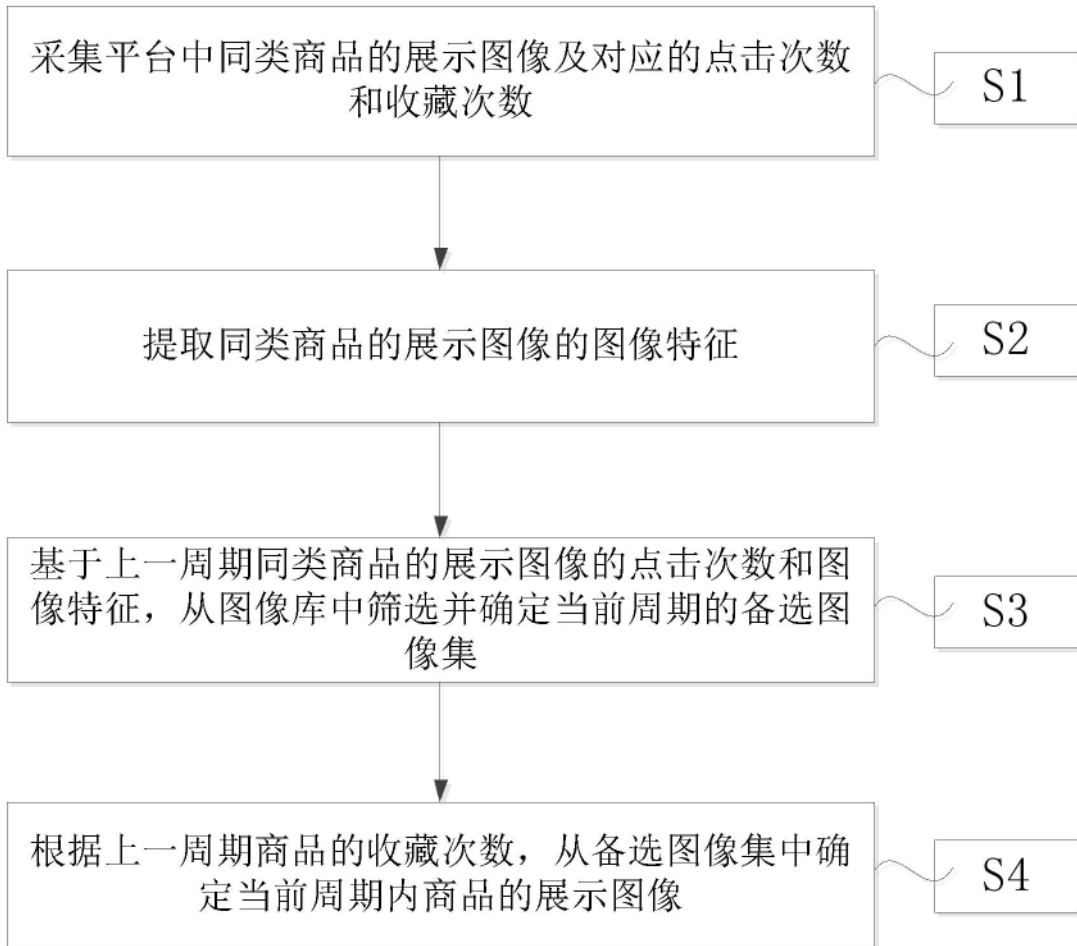 采集平台中同类商品的展示图像及对应的点击次数
和收藏次数
S1
提取同类商品的展示图像的图像特征
S2
基于上一周期同类商品的展示图像的点击次数和图
像特征，从图像库中筛选并确定当前周期的备选图
像集
S3
根据上一周期商品的收藏次数，从备选图像集中确
定当前周期内商品的展示图像
S4